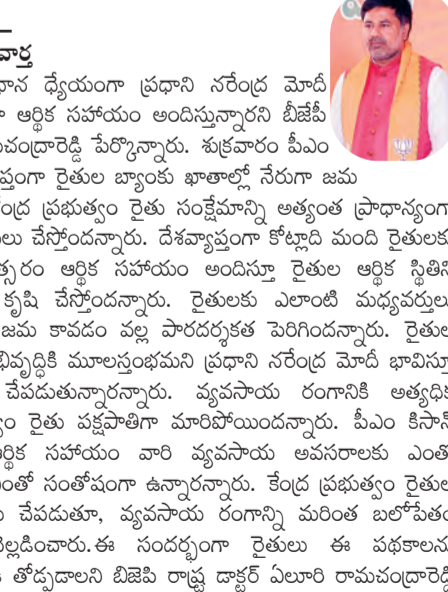 వార్త
ధాన ధ్యేయంగా ప్రధాని నరేంద్ర మోదీ
ఆర్థిక సహాయం అందిస్తున్నారని బీజేపీ
చంద్రారెడ్డి పేర్కొన్నారు. శుక్రవారం పీఎం
ప్తంగా రైతుల బ్యాంకు ఖాతాల్లో నేరుగా జమ
ంద్ర ప్రభుత్వం రైతు సంక్షేమాన్ని అత్యంత ప్రాధాన్యంగా
లు చేస్తోందన్నారు. దేశవ్యాప్తంగా కోట్లాది మంది రైతులకు
త్సరం ఆర్థిక సహాయం అందిస్తూ రైతుల ఆర్థిక స్థితిని
కృషి చేస్తోందన్నారు. రైతులకు ఎలాంటి మధ్యవర్తుల
జమ కావడం వల్ల పారదర్శకత పెరిగిందన్నారు. రైతుల
భివృద్ధికి మూలస్తంభమని ప్రధాని నరేంద్ర మోదీ భావిస్తూ
చేపడుతున్నారన్నారు. వ్యవసాయ రంగానికి అత్యధిక
వం రైతు పక్షపాతిగా మారిపోయిందన్నారు. పీఎం కిసాన్
ర్థిక సహాయం వారి వ్యవసాయ అవసరాలకు ఎంతో
ంతో సంతోషంగా ఉన్నారన్నారు. కేంద్ర ప్రభుత్వం రైతుల
చేపడుతూ, వ్యవసాయ రంగాన్ని మరింత బలోపేతం
ల్లడించారు.ఈ సందర్భంగా రైతులు ఈ పథకాలను
తోడ్పడాలని బిజెపి రాష్ట్ర డాక్టర్ ఏలూరి రామచంద్రారెడ్డి